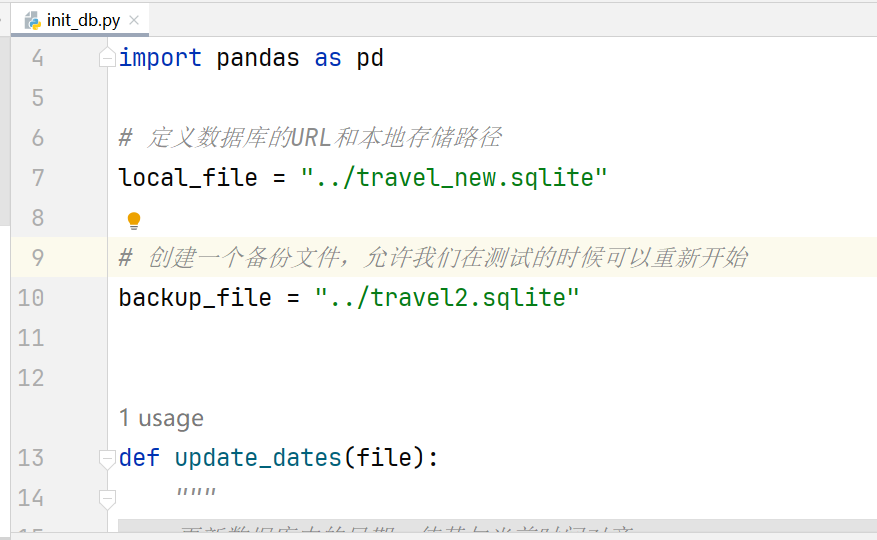 init_db.py
4 import pandas as pd
5
6 # 定义数据库的URL和本地存储路径
7 local_file = "../travel_new.sqlite"
8
9 # 创建一个备份文件，允许我们在测试的时候可以重新开始
10 backup_file = "../travel2.sqlite"
11
12
1 usage
13 def update_dates(file):
14 """